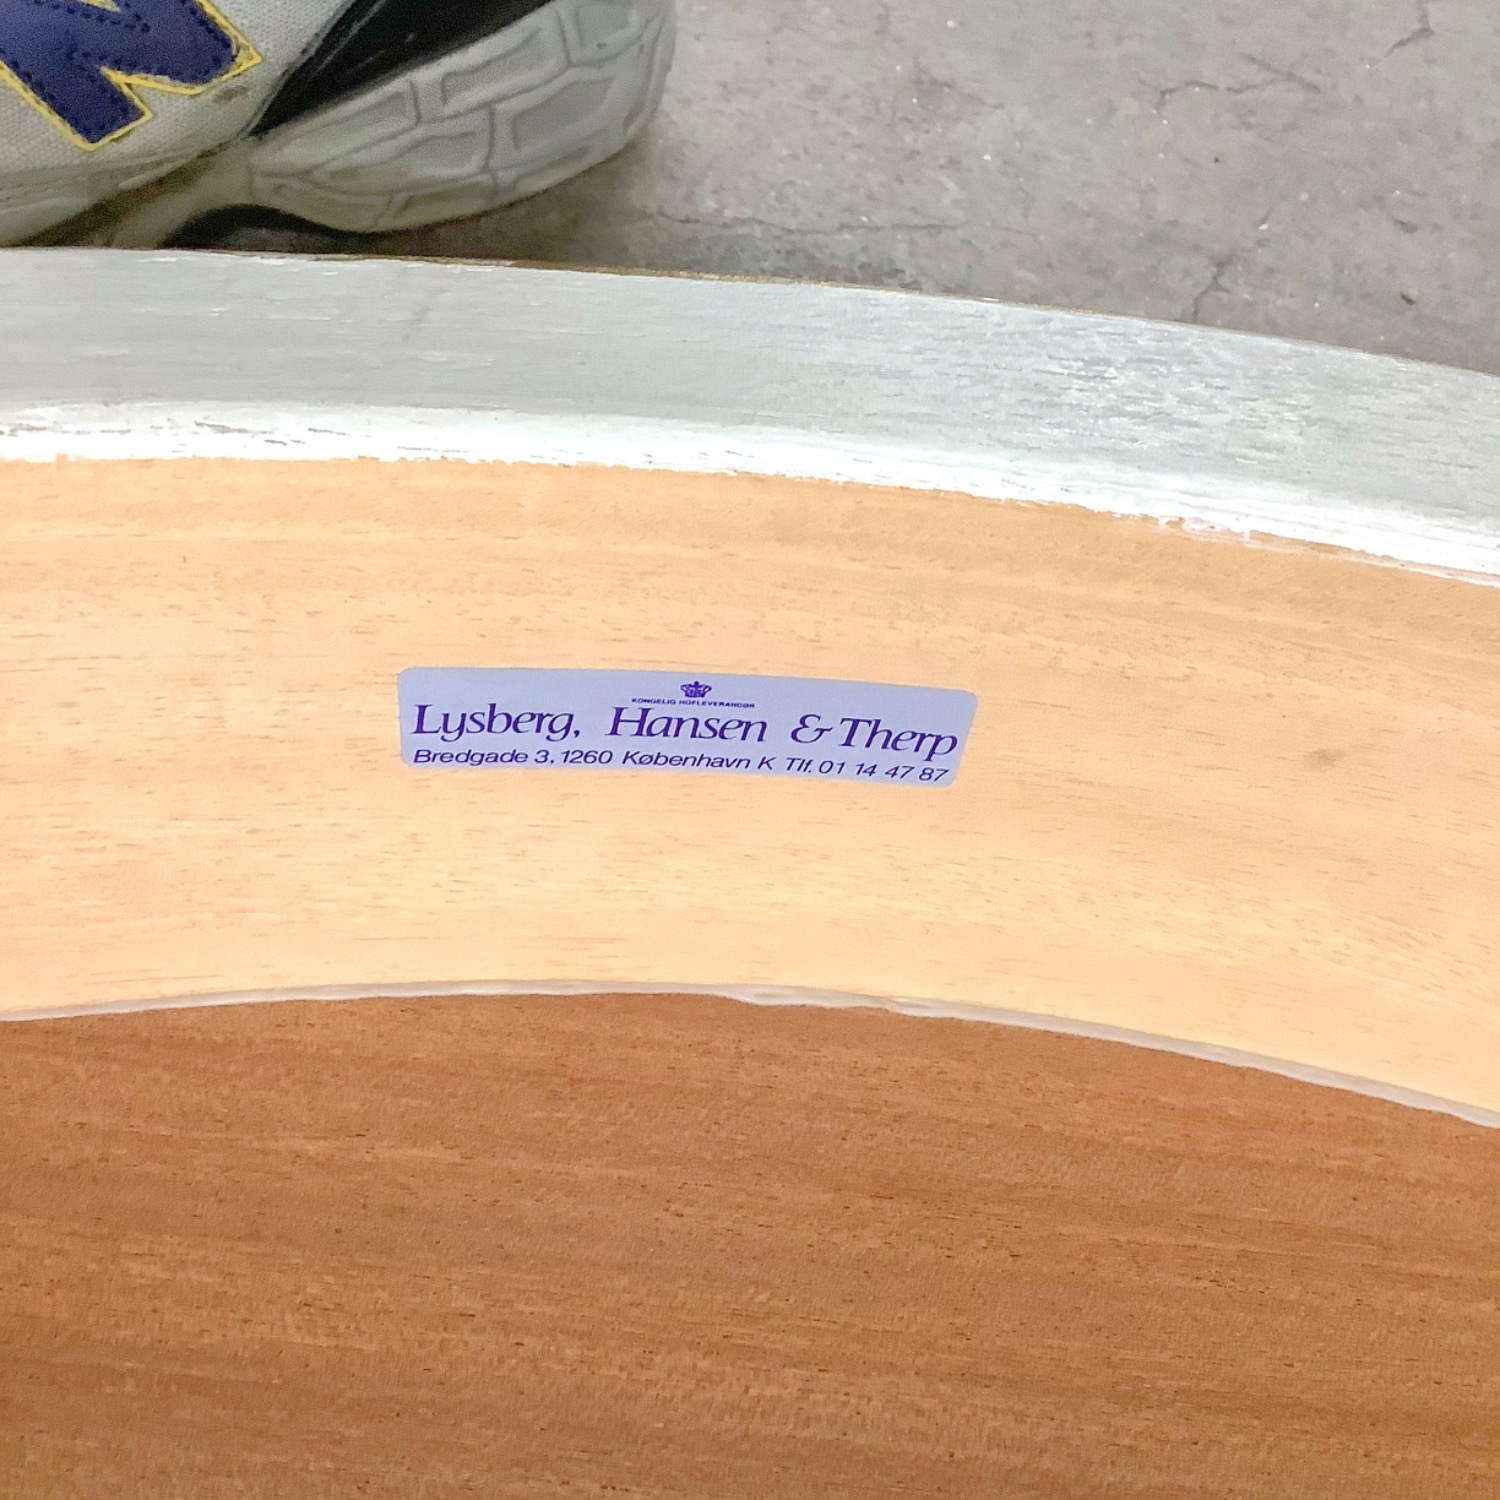 KONGELIG HOFLEVERANDØR
Lysberg, Hansen & Therp
Bredgade 3, 1260 København K Tlf. 01 14 47 87
N